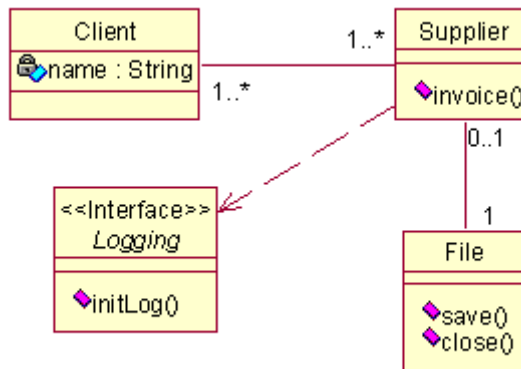 Client
name : String
1..*
1..*
Supplier
invoice()
0..1
1
<<Interface>>
Logging
initLog()
File
save()
close()